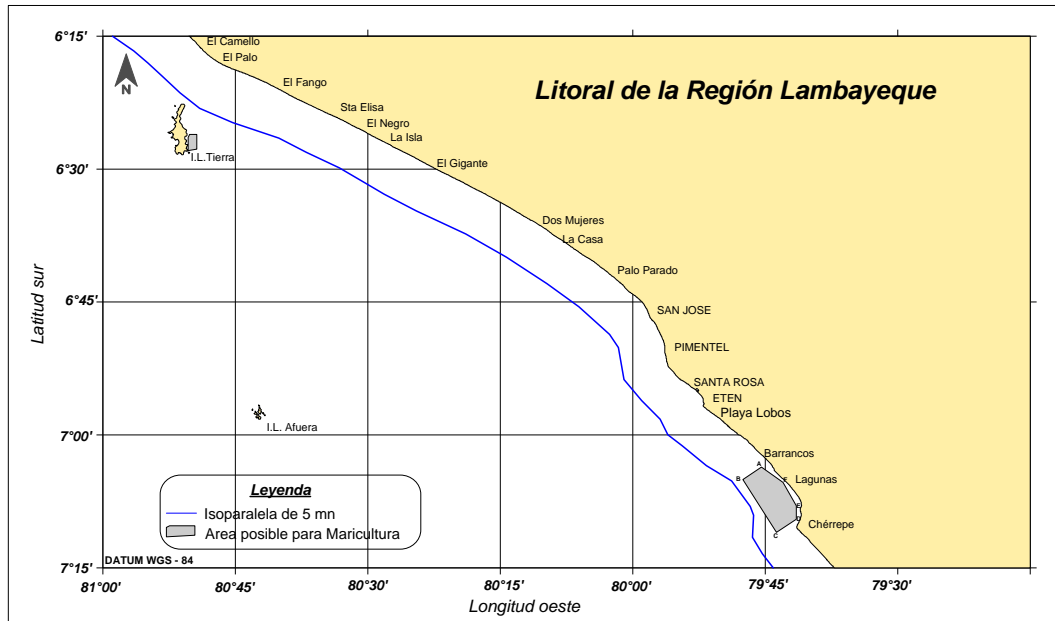 Litoral de la Región Lambayeque
6°15'
6°30'
6°45'
7°00'
7°15'
Latitud sur
N
El Camello
El Palo
El Fango
Sta Elisa
El Negro
La Isla
I.L.Tierra
El Gigante
Dos Mujeres
La Casa
Palo Parado
SAN JOSE
PIMENTEL
SANTA ROSA
ETEN
Playa Lobos
I.L. Afuera
Barrancos
A
B
F
Lagunas
E
D
Chérrepe
C
Leyenda
Isoparalela de 5 mn
Area posible para Maricultura
DATUM WGS - 84
81°00'
80°45'
80°30'
80°15'
80°00'
79°45'
79°30'
Longitud oeste